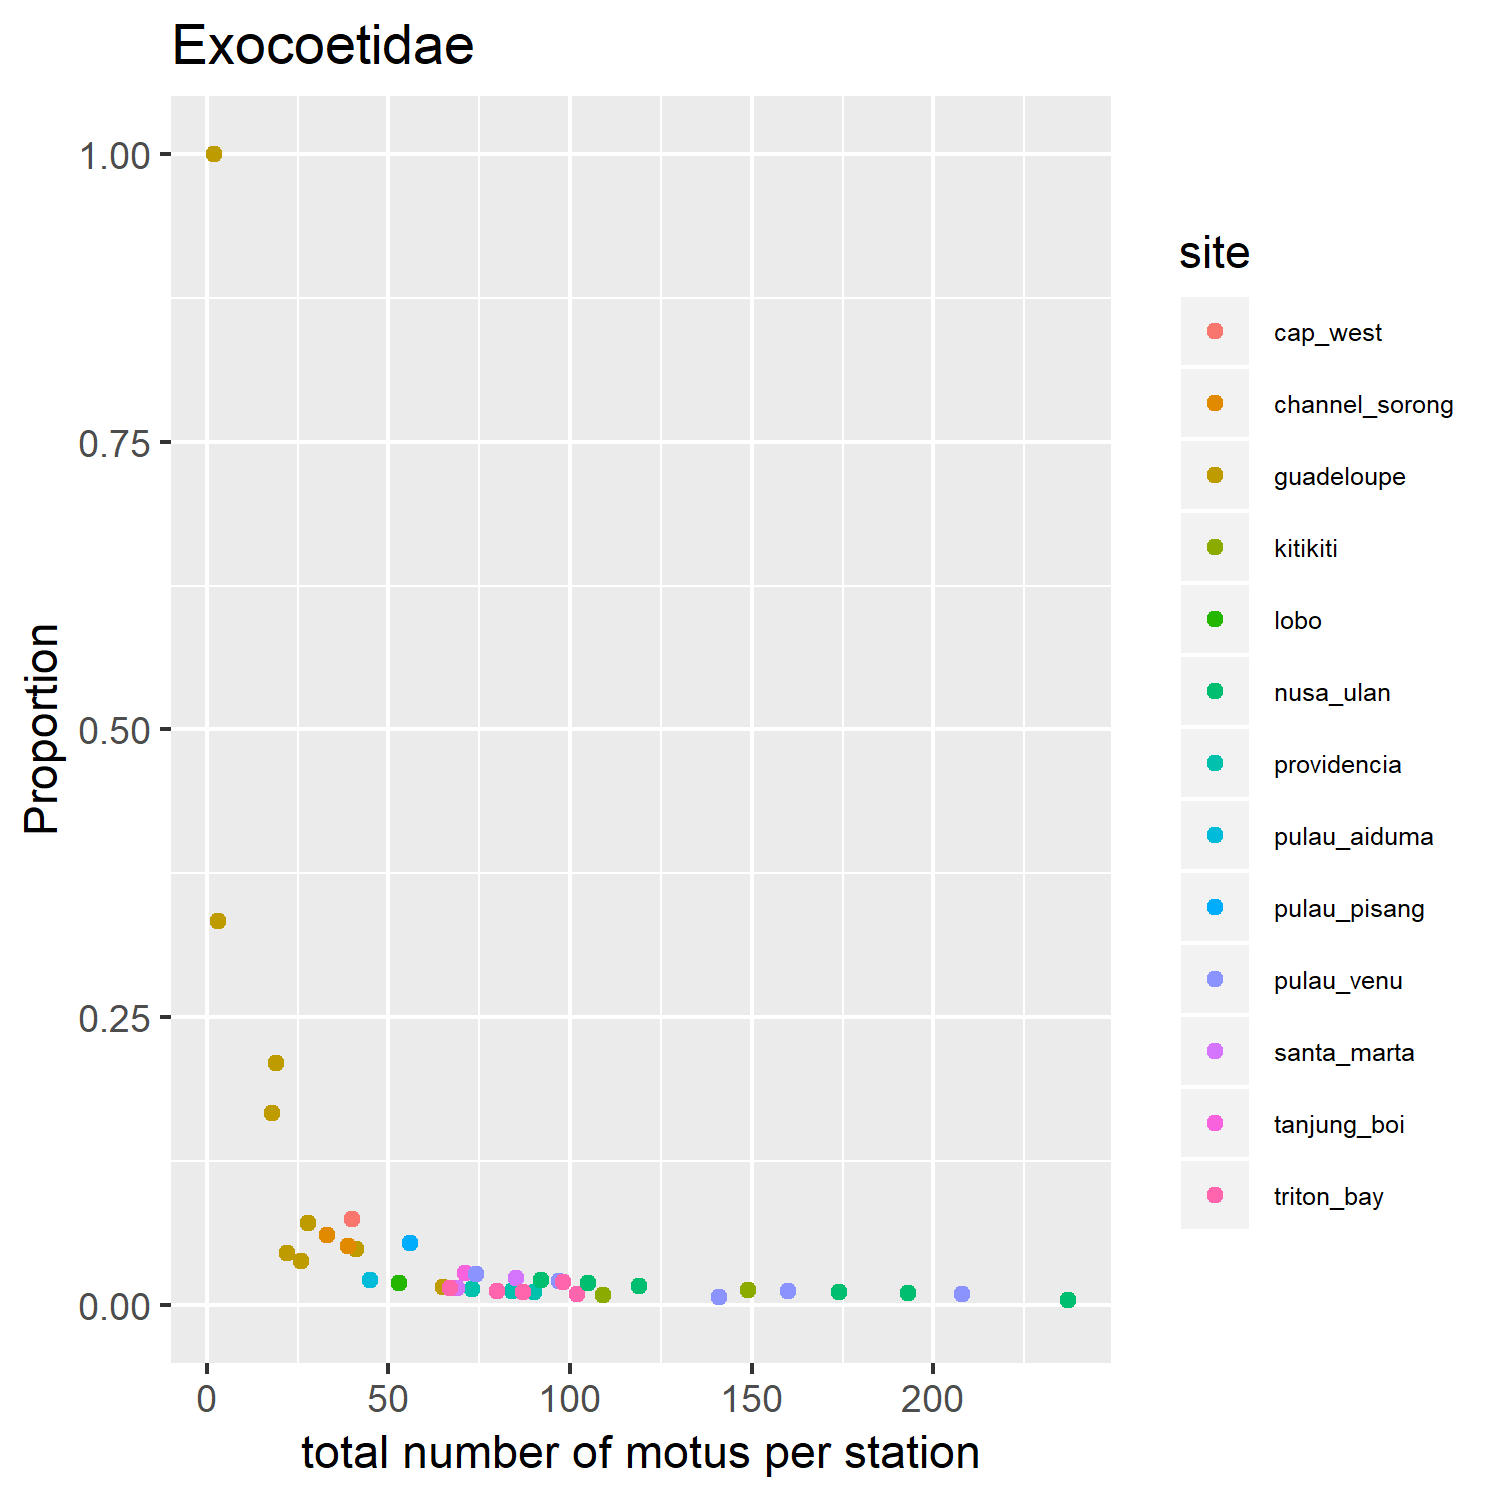 Exocoetidae
1.00
0.75
0.50
0.25
0.00
Proportion
0
50
100
150
200
total number of motus per station
site
cap_west
channel_sorong
guadeloupe
kitikiti
lobo
nusa_ulan
providencia
pulau_aiduma
pulau_pisang
pulau_venu
santa_marta
tanjung_boi
triton_bay